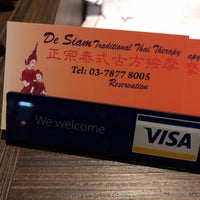 De Siam Traditional Thai Therapy
正宗泰式古方按摩
Tel: 03-7877 8005
Reservation
We welcome
VISA